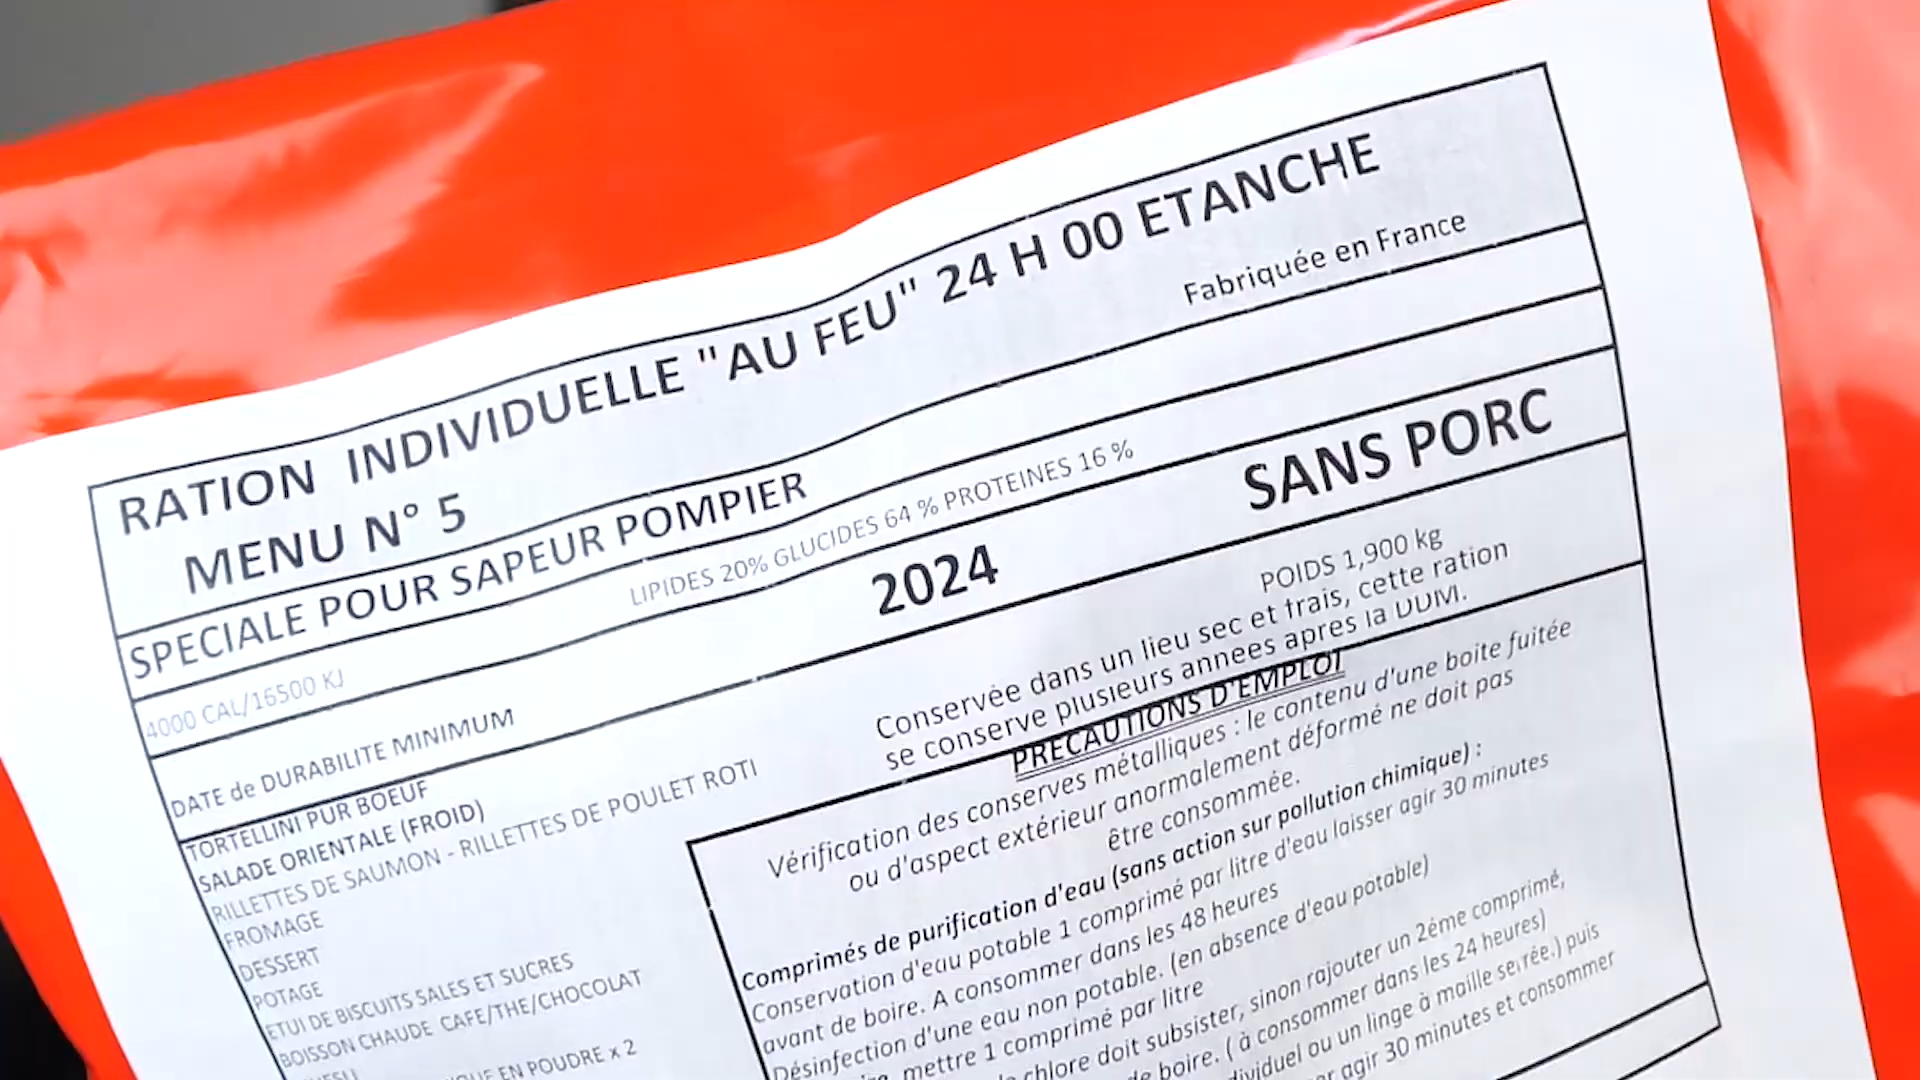 RATION INDIVIDUELLE "AU FEU" 24 H 00 ETANCHE
MENU N° 5
Fabriquée en France
SPECIALE POUR SAPEUR POMPIER
4000 CAL/16500 KJ
LIPIDES 20% GLUCIDES 64 % PROTEINES 16 %
DATE de DURABILITE MINIMUM
2024
SANS PORC
TORTELLINI PUR BOEUF
SALADE ORIENTALE (FROID)
RILLETTES DE SAUMON - RILLETTES DE POULET ROTI
FROMAGE
DESSERT
POTAGE
ETUI DE BISCUITS SALES ET SUCRES
BOISSON CHAUDE CAFE/THE/CHOCOLAT
EN POUDRE x 2
POIDS 1,900 kg
Conservée dans un lieu sec et frais, cette ration
se conserve plusieurs annees apres la DDM.
PRECAUTIONS D'EMPLOI
Vérification des conserves métalliques : le contenu d'une boite fuitée
ou d'aspect extérieur anormalement déformé ne doit pas
être consommée.
Comprimés de purification d'eau (sans action sur pollution chimique) :
Conservation d'eau potable 1 comprimé par litre d'eau laisser agir 30 minutes
avant de boire. A consommer dans les 48 heures
Désinfection d'une eau non potable. (en absence d'eau potable)
mettre 1 comprimé par litre
chlore doit subsister, sinon rajouter un 2éme comprimé,
de boire. ( à consommer dans les 24 heures)
ou un linge à maille serrée.) puis
agir 30 minutes et consommer